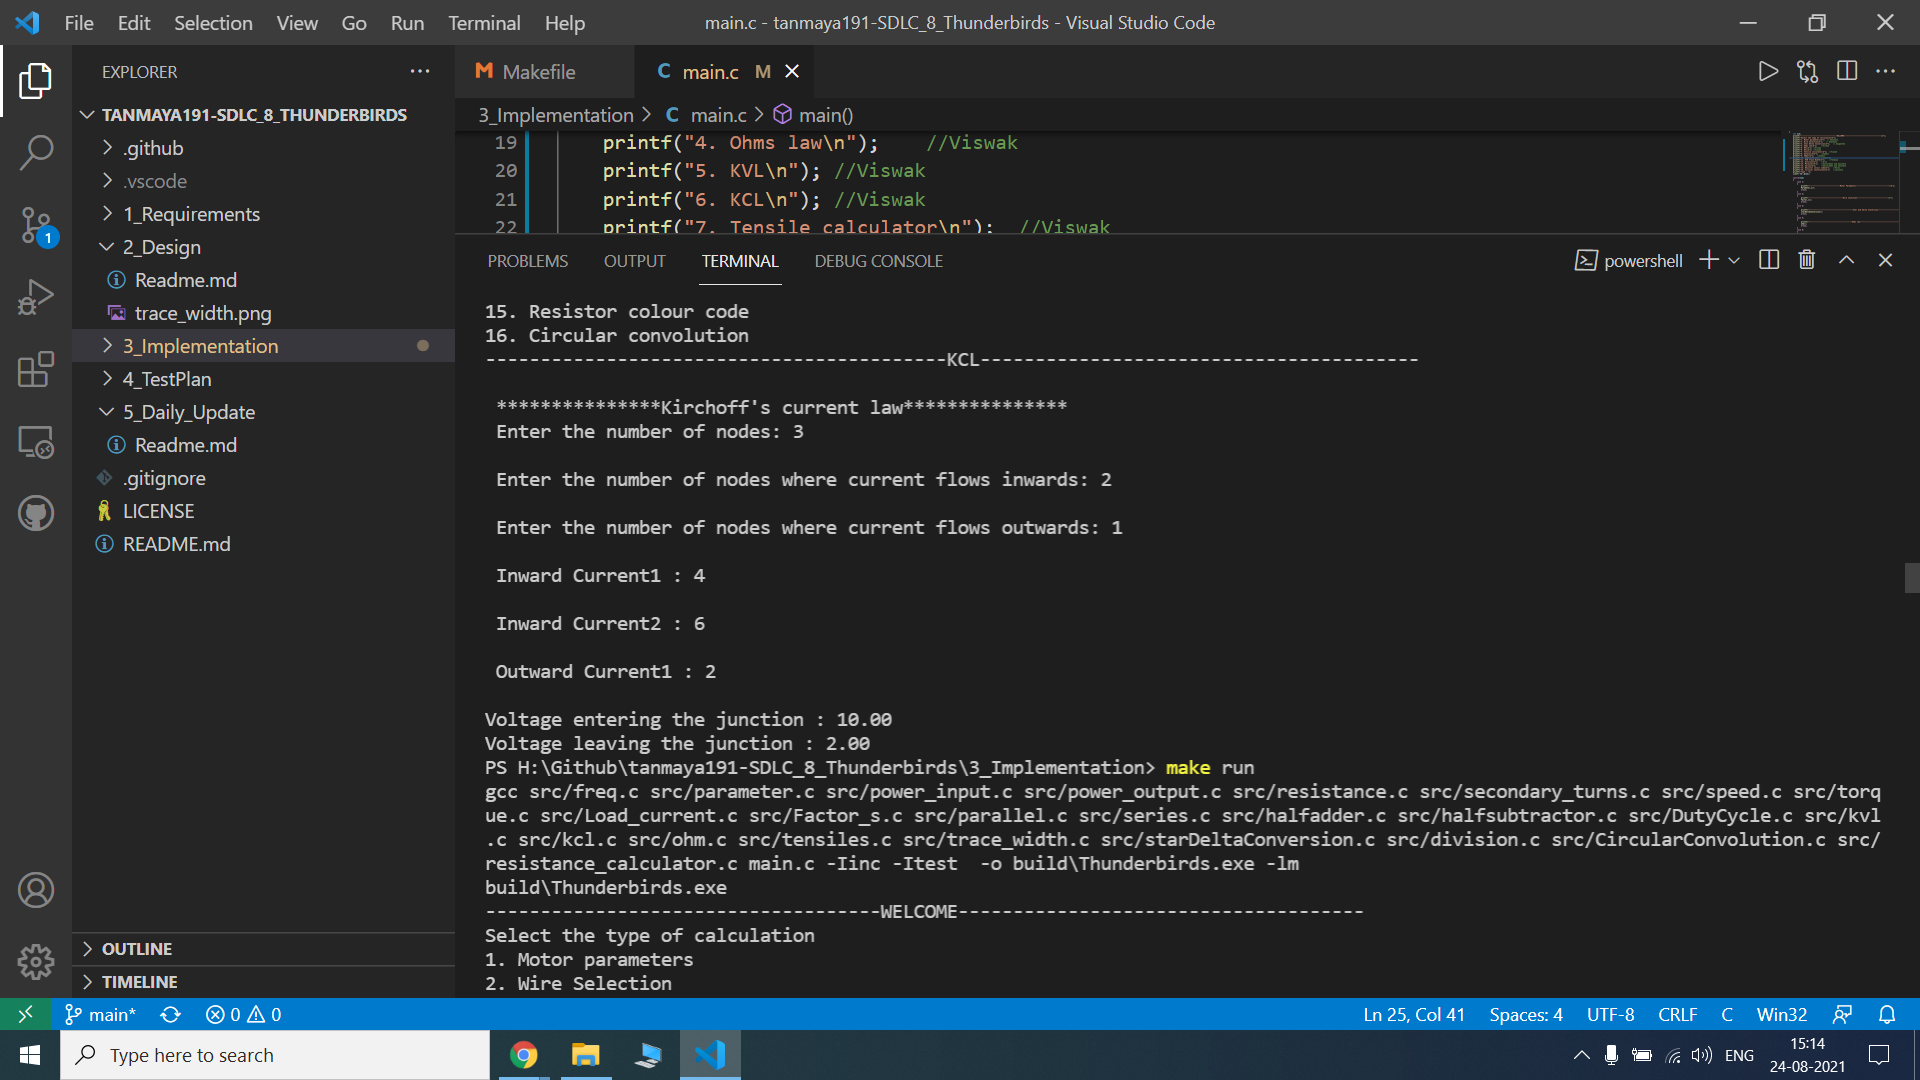 File Edit Selection View Go Run Terminal Help
main.c - tanmaya191-SDLC_8_Thunderbirds - Visual Studio Code
EXPLORER
TANMAYA191-SDLC_8_THUNDERBIRDS
.github
.vscode
1_Requirements
2_Design
Readme.md
trace_width.png
3_Implementation
4_TestPlan
5_Daily_Update
Readme.md
.gitignore
LICENSE
README.md
OUTLINE
TIMELINE
1
M Makefile
C main.c M
3_Implementation > C main.c > main()
19 printf("4. Ohms law\n"); //Viswak
20 printf("5. KVL\n"); //Viswak
21 printf("6. KCL\n"); //Viswak
22 printf("7. Tensile calculator\n"); //Viswak
PROBLEMS OUTPUT TERMINAL DEBUG CONSOLE
powershell
15. Resistor colour code
16. Circular convolution
------------------------------------------KCL----------------------------------------
***************Kirchoff's current law***************
Enter the number of nodes: 3
Enter the number of nodes where current flows inwards: 2
Enter the number of nodes where current flows outwards: 1
Inward Current1 : 4
Inward Current2 : 6
Outward Current1 : 2
Voltage entering the junction : 10.00
Voltage leaving the junction : 2.00
PS H:\Github\tanmaya191-SDLC_8_Thunderbirds\3_Implementation> make run
gcc src/freq.c src/parameter.c src/power_input.c src/power_output.c src/resistance.c src/secondary_turns.c src/speed.c src/torq
ue.c src/Load_current.c src/Factor_s.c src/parallel.c src/series.c src/halfadder.c src/halfsubtractor.c src/DutyCycle.c src/kvl
.c src/kcl.c src/ohm.c src/tensiles.c src/trace_width.c src/starDeltaConversion.c src/division.c src/CircularConvolution.c src/
resistance_calculator.c main.c -Iinc -Itest  -o build\Thunderbirds.exe -lm
build\Thunderbirds.exe
------------------------------------WELCOME-------------------------------------
Select the type of calculation
1. Motor parameters
2. Wire Selection
main* 0 0
Ln 25, Col 41 Spaces: 4 UTF-8 CRLF C Win32
Type here to search
ENG
15:14
24-08-2021